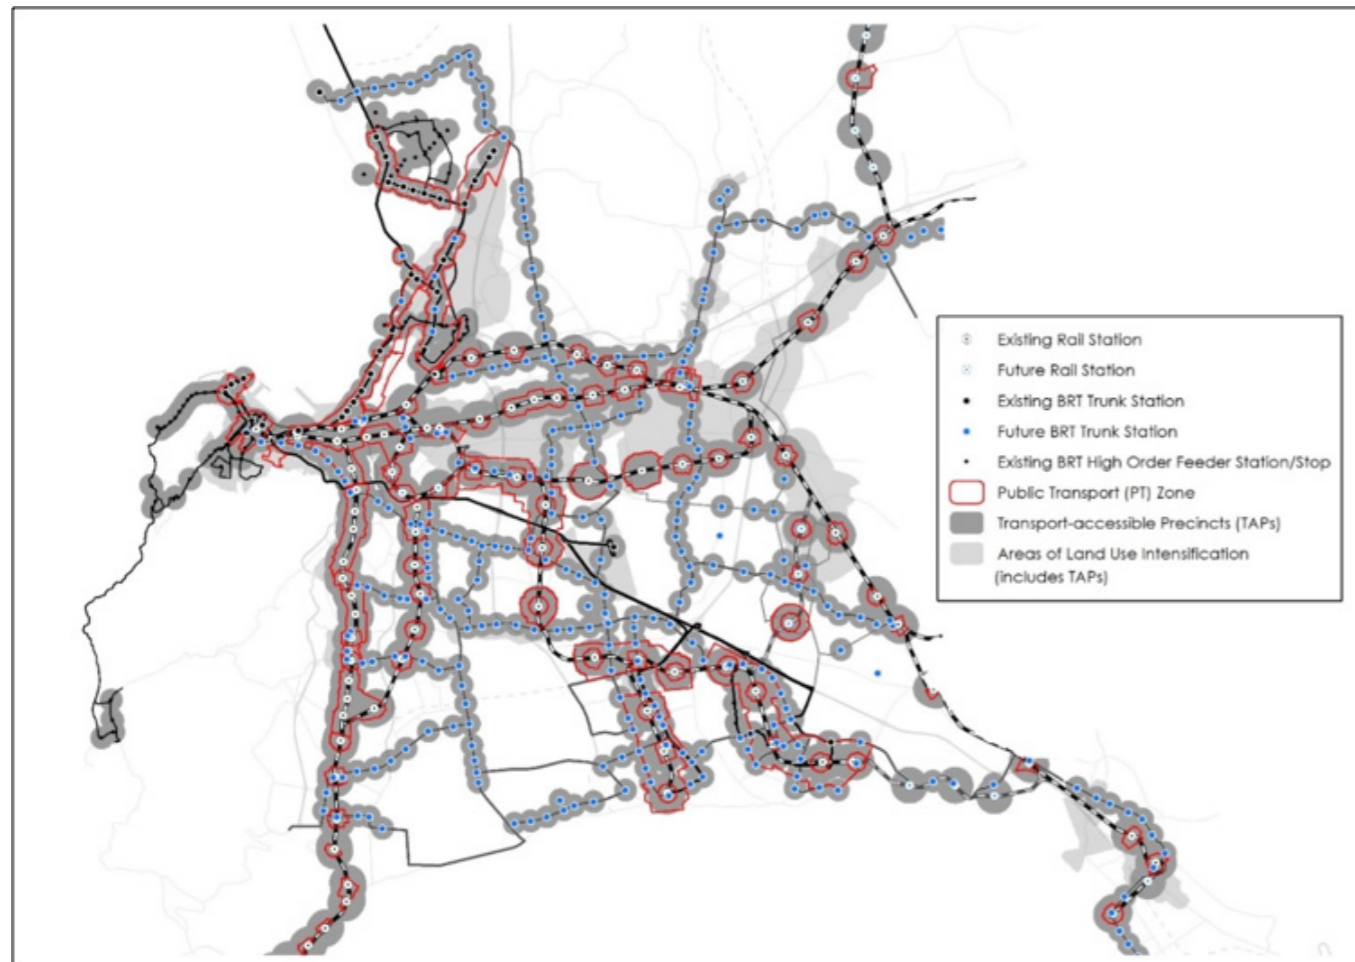 Existing Rail Station
Future Rail Station
Existing BRT Trunk Station
Future BRT Trunk Station
Existing BRT High Order Feeder Station/Stop
Public Transport (PT) Zone
Transport-accessible Precincts (TAPs)
Areas of Land Use Intensification
(includes TAPs)